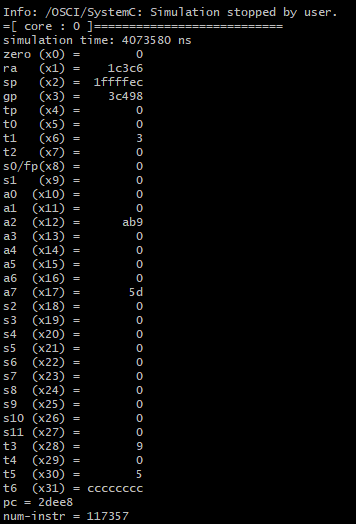 Info: /OSCI/SystemC: Simulation stopped by user.
=[ core : 0 ]===========================
simulation time: 4073580 ns
zero (x0) =        0
ra   (x1) =    1c3c6
sp   (x2) =  1ffffec
gp   (x3) =    3c498
tp   (x4) =        0
t0   (x5) =        0
t1   (x6) =        3
t2   (x7) =        0
s0/fp(x8) =        0
s1   (x9) =        0
a0  (x10) =        0
a1  (x11) =        0
a2  (x12) =      ab9
a3  (x13) =        0
a4  (x14) =        0
a5  (x15) =        0
a6  (x16) =        0
a7  (x17) =       5d
s2  (x18) =        0
s3  (x19) =        0
s4  (x20) =        0
s5  (x21) =        0
s6  (x22) =        0
s7  (x23) =        0
s8  (x24) =        0
s9  (x25) =        0
s10 (x26) =        0
s11 (x27) =        0
t3  (x28) =        9
t4  (x29) =        0
t5  (x30) =        5
t6  (x31) = cccccccc
pc = 2dee8
num-instr = 117357